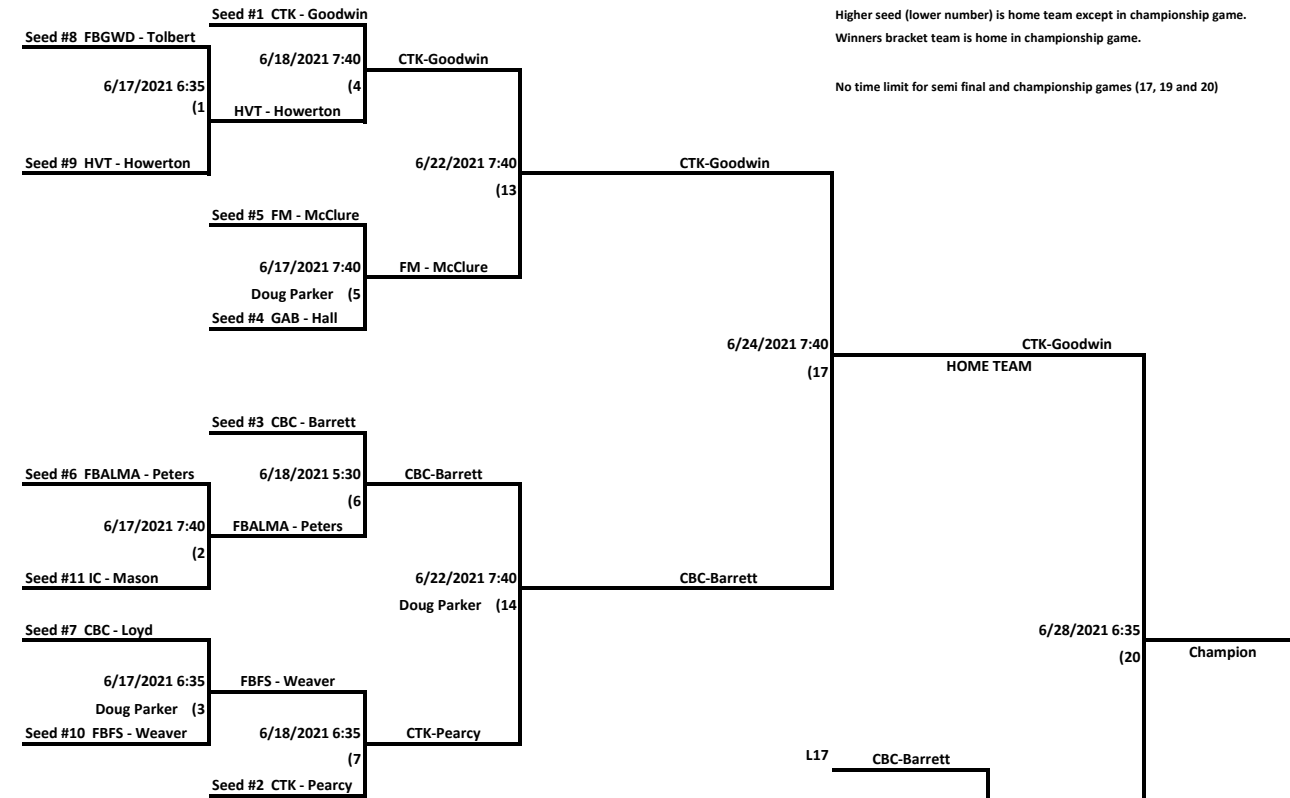 Seed #1  CTK - Goodwin
Higher seed (lower number) is home team except in championship game.
Seed #8  FBGWD - Tolbert
Winners bracket team is home in championship game.
6/18/2021 7:40
CTK-Goodwin
6/17/2021 6:35
(4
No time limit for semi final and championship games (17, 19 and 20)
(1
HVT - Howerton
Seed #9  HVT - Howerton
6/22/2021 7:40
CTK-Goodwin
(13
Seed #5  FM - McClure
6/17/2021 7:40
FM - McClure
Doug Parker (5
Seed #4  GAB - Hall
6/24/2021 7:40
CTK-Goodwin
(17
HOME TEAM
Seed #3  CBC - Barrett
Seed #6  FBALMA - Peters
6/18/2021 5:30
CBC-Barrett
(6
6/17/2021 7:40
FBALMA - Peters
(2
Seed #11 IC - Mason
6/22/2021 7:40
CBC-Barrett
Doug Parker (14
Seed #7  CBC - Loyd
6/28/2021 6:35
(20
Champion
6/17/2021 6:35
FBFS - Weaver
Doug Parker (3
Seed #10  FBFS - Weaver
6/18/2021 6:35
CTK-Pearcy
(7
L17
CBC-Barrett
Seed #2  CTK - Pearcy